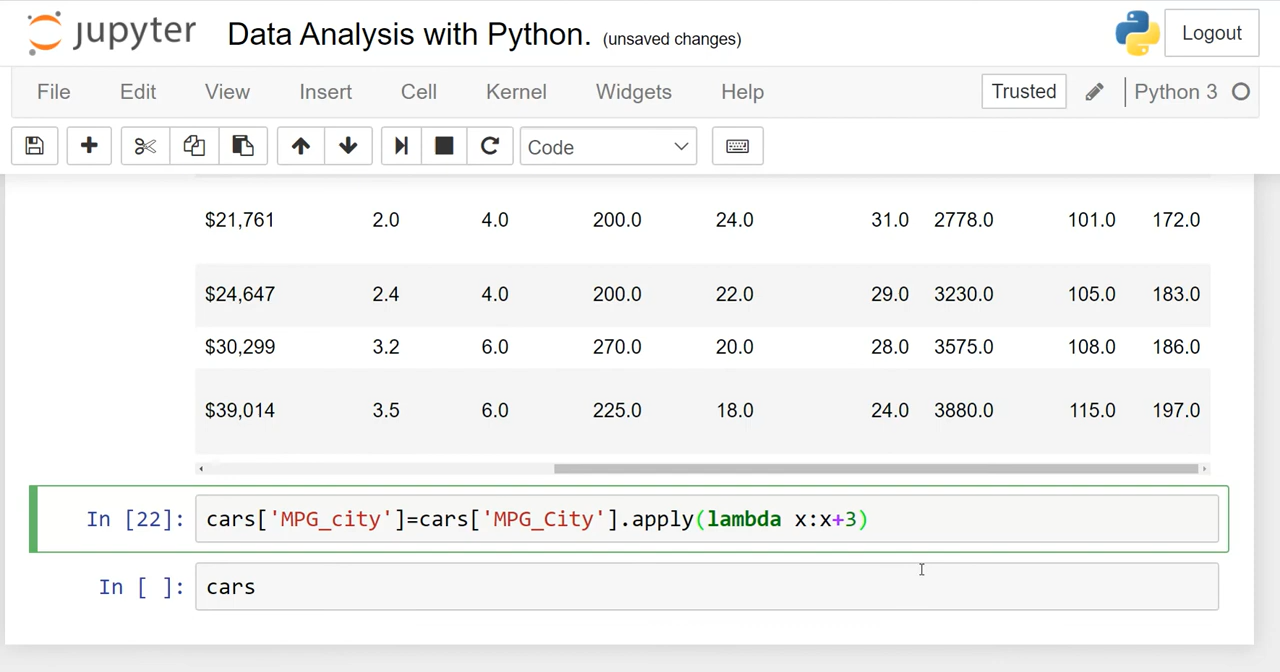 jupyter Data Analysis with Python. (unsaved changes) Logout
File Edit View Insert Cell Kernel Widgets Help Trusted Python 3
Code
$21,761 2.0 4.0 200.0 24.0 31.0 2778.0 101.0 172.0
$24,647 2.4 4.0 200.0 22.0 29.0 3230.0 105.0 183.0
$30,299 3.2 6.0 270.0 20.0 28.0 3575.0 108.0 186.0
$39,014 3.5 6.0 225.0 18.0 24.0 3880.0 115.0 197.0
In [22]: cars['MPG_city']=cars['MPG_City'].apply(lambda x:x+3)
In [ ]: cars